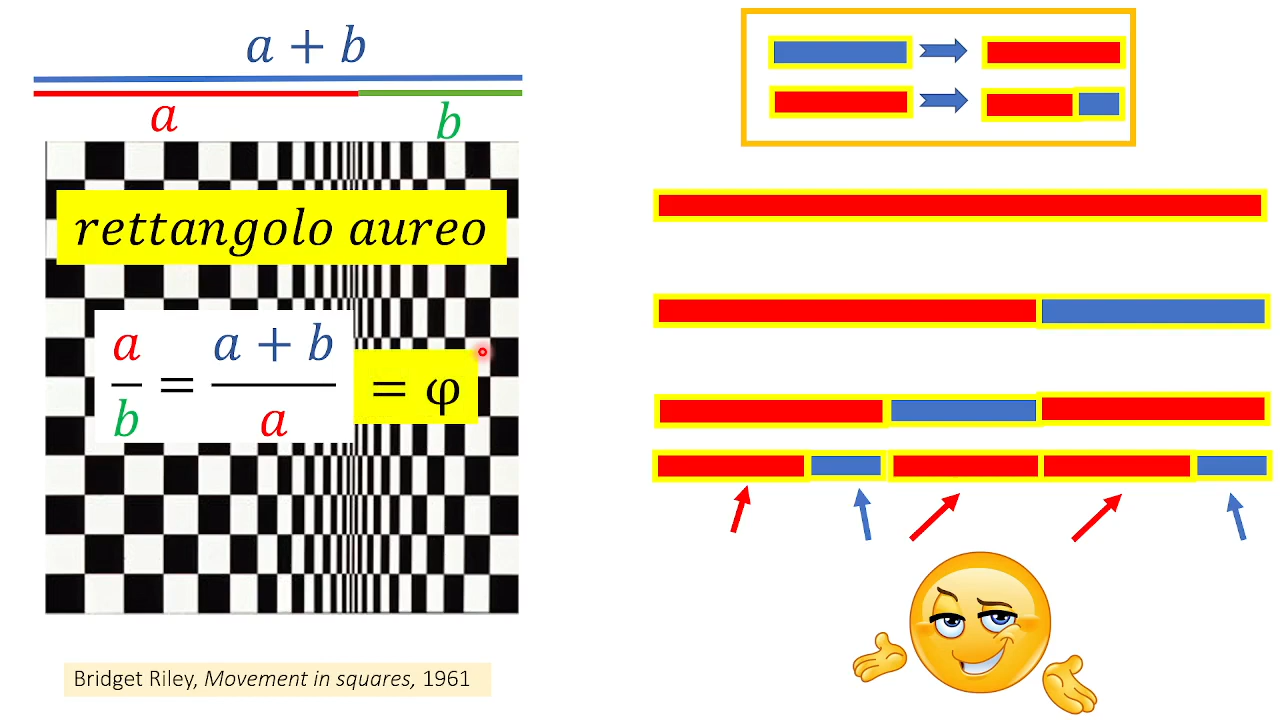 a + b
a b
rettangolo aureo
a/b = a + b/a = φ
Bridget Riley, Movement in squares, 1961